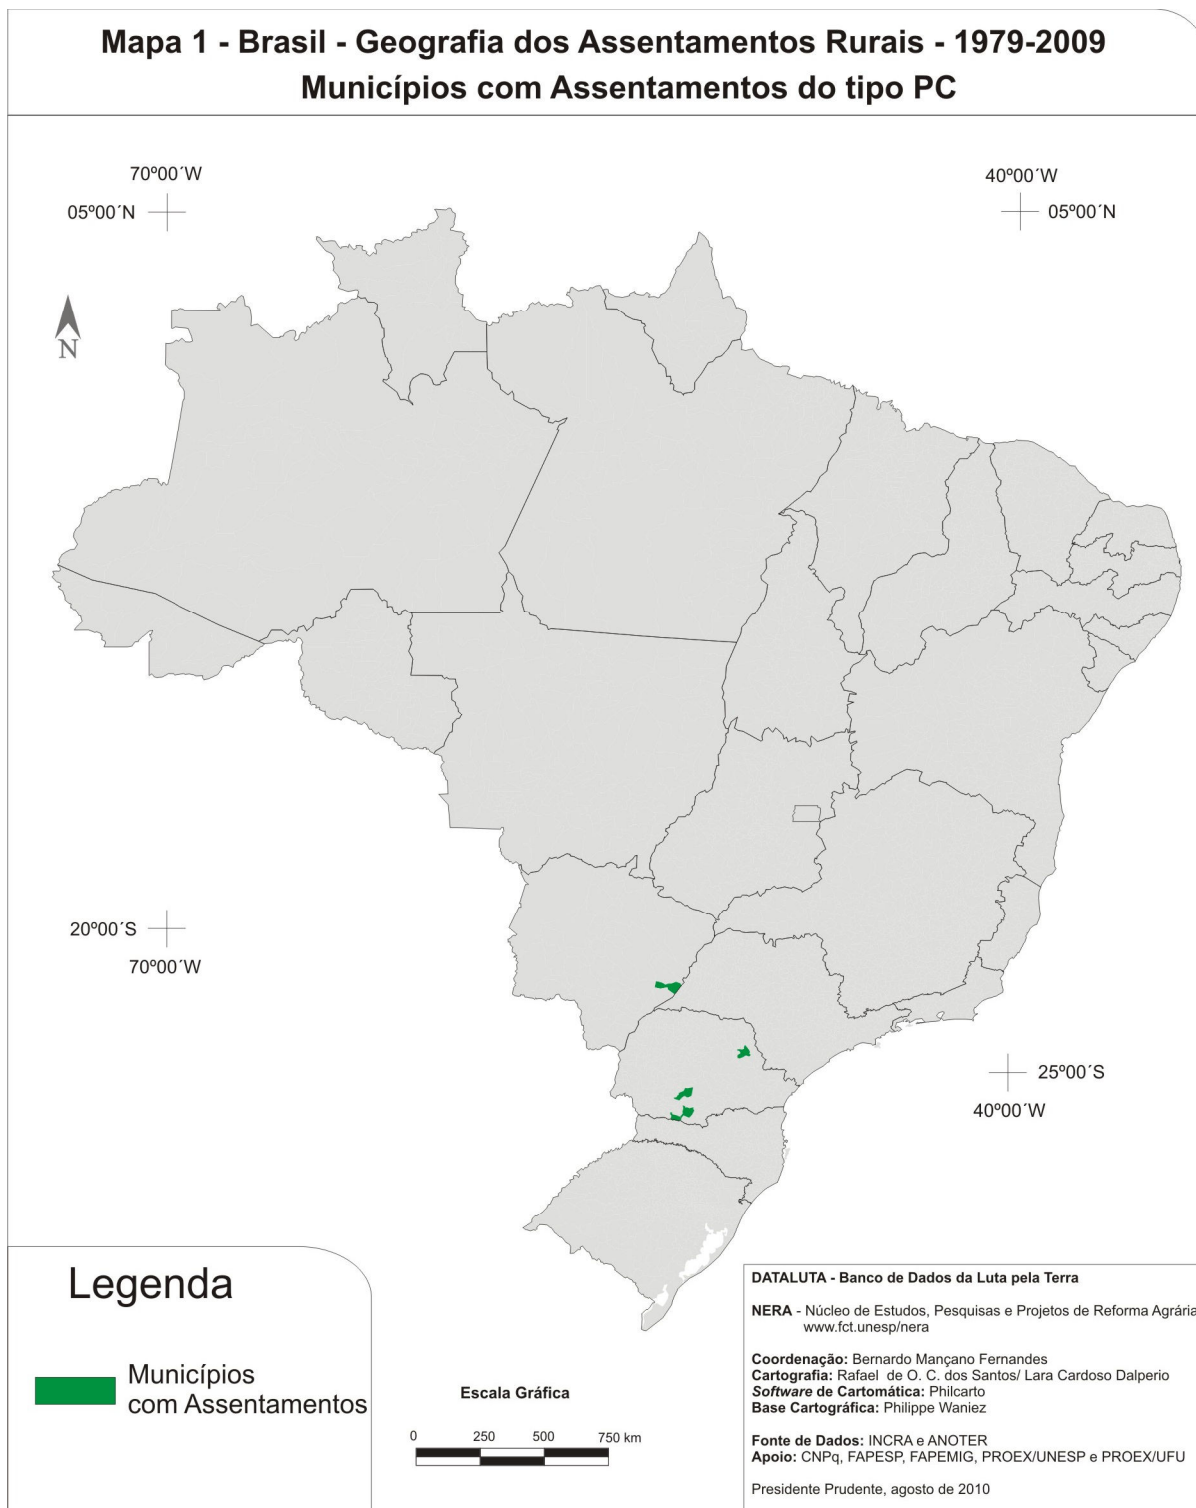 Mapa 1 - Brasil - Geografia dos Assentamentos Rurais - 1979-2009
Municípios com Assentamentos do tipo PC
70º00´W
40º00´W
05º00´N
05º00´N
N
20º00´S
70º00´W
25º00´S
40º00´W
Legenda
Municípios
com Assentamentos
Escala Gráfica
0 250 500 750 km
DATALUTA - Banco de Dados da Luta pela Terra
NERA - Núcleo de Estudos, Pesquisas e Projetos de Reforma Agrária
www.fct.unesp/nera
Coordenação: Bernardo Mançano Fernandes
Cartografia: Rafael de O. C. dos Santos/ Lara Cardoso Dalperio
Software de Cartomática: Philcarto
Base Cartográfica: Philippe Waniez
Fonte de Dados: INCRA e ANOTER
Apoio: CNPq, FAPESP, FAPEMIG, PROEX/UNESP e PROEX/UFU
Presidente Prudente, agosto de 2010